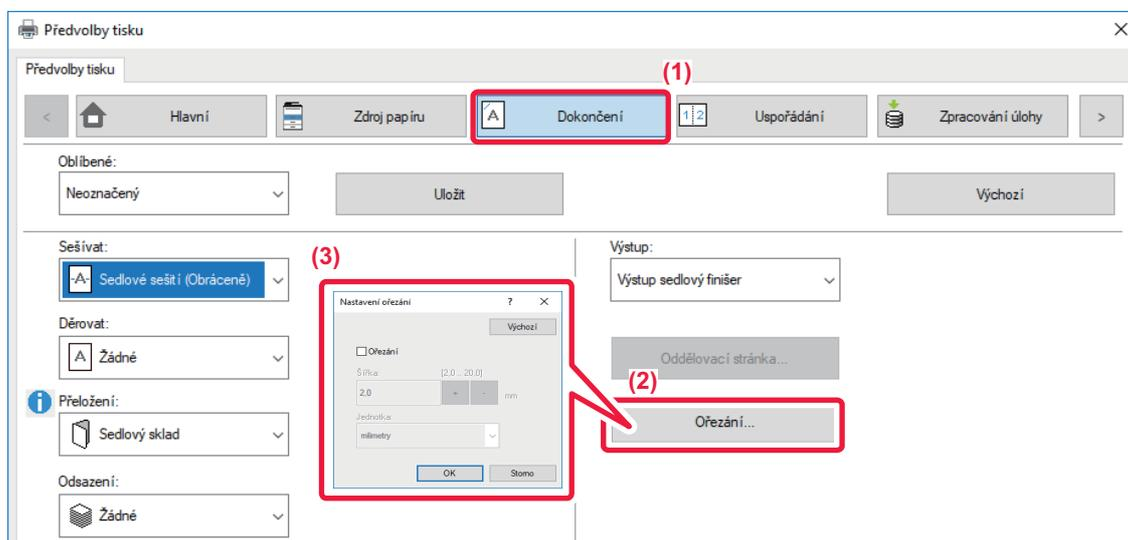 Předvolby tisku
Předvolby tisku
(1)
< Hlavní Zdroj papíru A Dokončení 1 2 Uspořádání Zpracování úlohy >
Oblíbené:
Neoznačený Uložit Výchozí
Sešívat: (3) Výstup:
-A- Sedlové sešití (Obráceně) Výstup sedlový finišer
Nastavení ořezání ? ×
Výchozí
Děrovat:
A Žádné Ořezání Oddělovací stránka...
Šířka: [2,0 .. 20,0] (2)
2,0 + - mm
i Přeložení: Ořezání...
Jednotka:
Sedlový sklad milimetry
OK Storno
Odsazení:
Žádné